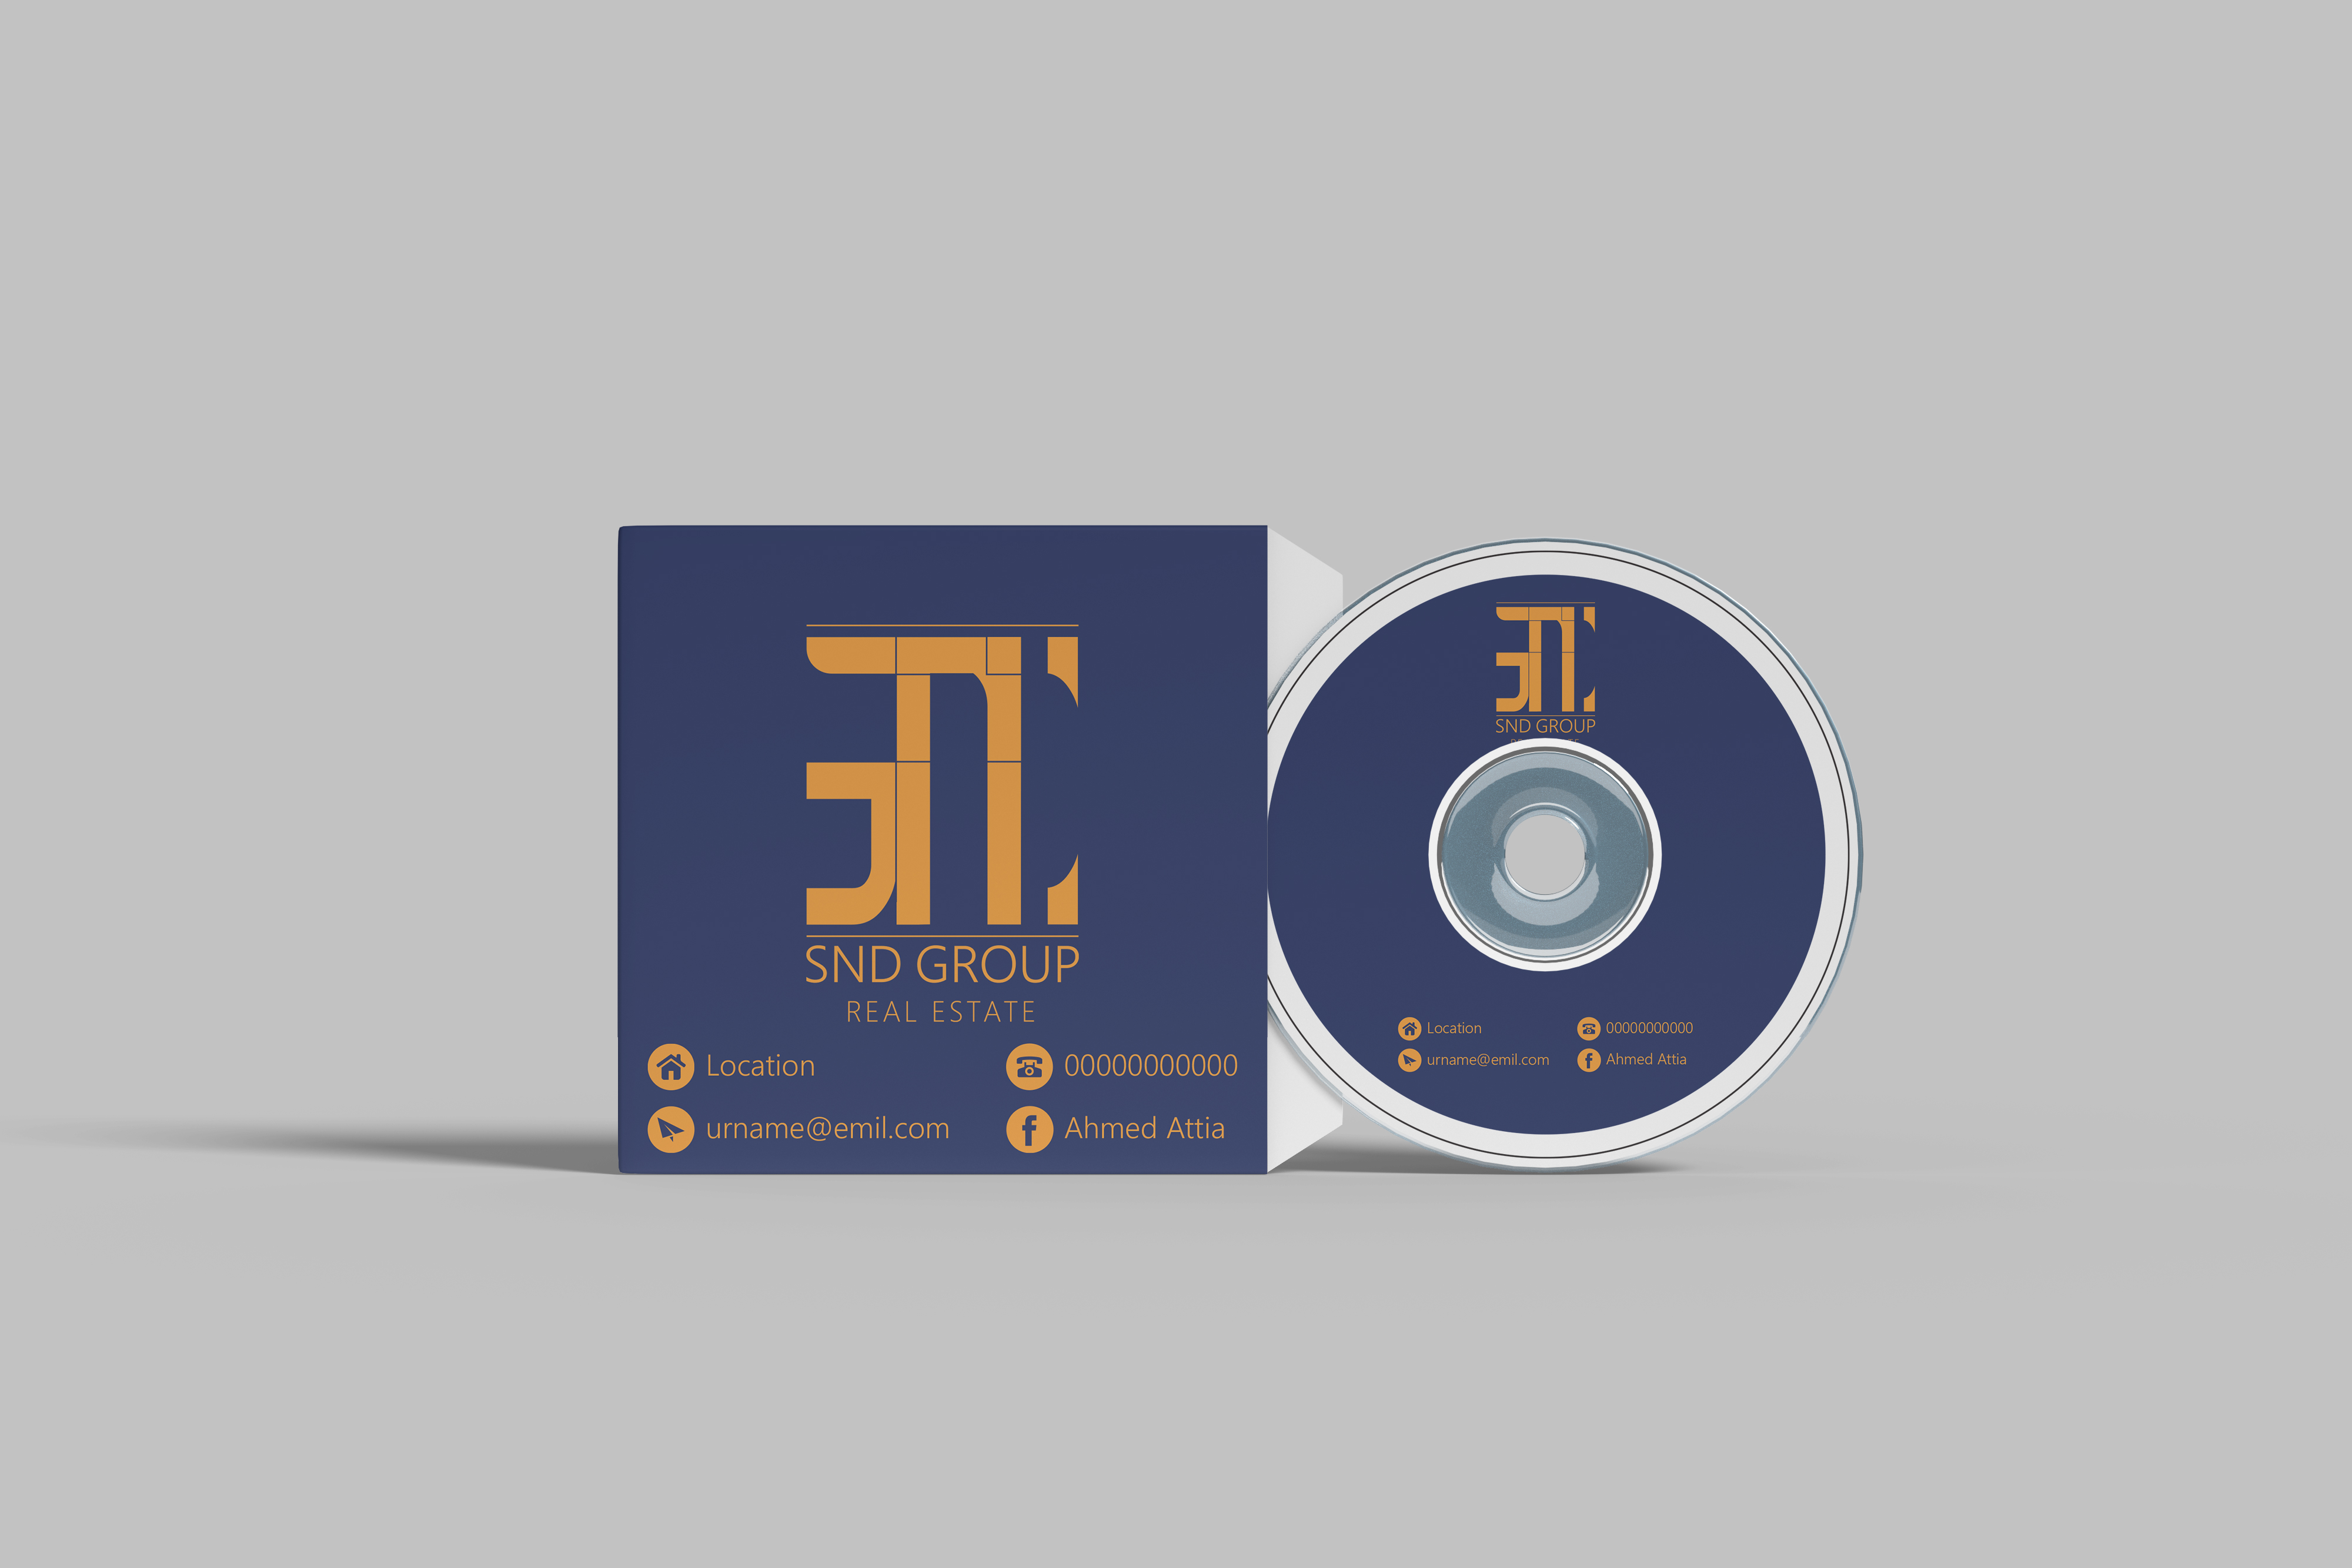 SND GROUP
REAL ESTATE
Location
00000000000
urname@emil.com
Ahmed Attia
SND GROUP
Location
00000000000
urname@emil.com
Ahmed Attia